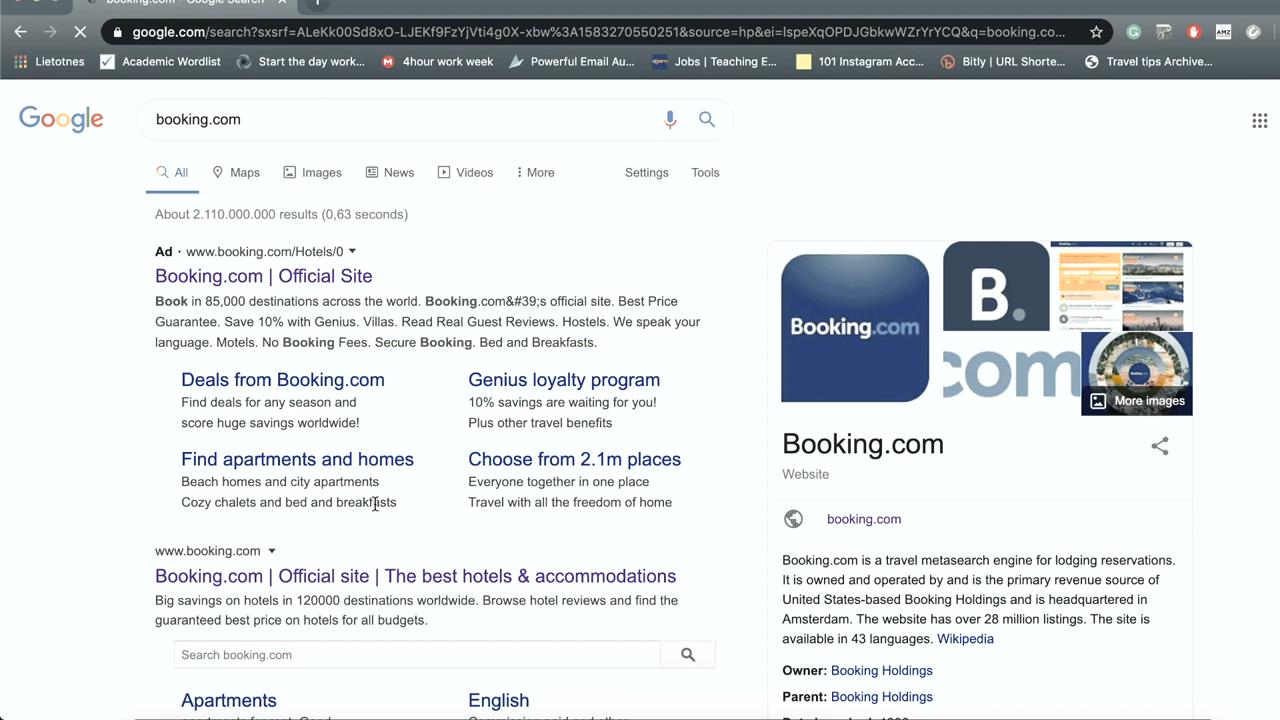 booking.com - Google Search
google.com/search?sxsrf=ALeKk00Sd8xO-LJEKf9FzYjVti4g0X-xbw%3A1583270550251&source=hp&ei=lspeXqOPDJGbkwWZrYrYCQ&q=booking.co...
Lietotnes
Academic Wordlist
Start the day work...
4hour work week
Powerful Email Au...
Jobs | Teaching E...
101 Instagram Acc...
Bitly | URL Shorte...
Travel tips Archive...
Google
booking.com
All
Maps
Images
News
Videos
More
Settings
Tools
About 2.110.000.000 results (0,63 seconds)
Ad · www.booking.com/Hotels/0
Booking.com | Official Site
Book in 85,000 destinations across the world. Booking.com&#39;s official site. Best Price
Guarantee. Save 10% with Genius. Villas. Read Real Guest Reviews. Hostels. We speak your
language. Motels. No Booking Fees. Secure Booking. Bed and Breakfasts.
Deals from Booking.com
Find deals for any season and
score huge savings worldwide!
Genius loyalty program
10% savings are waiting for you!
Plus other travel benefits
Find apartments and homes
Beach homes and city apartments
Cozy chalets and bed and breakfasts
Choose from 2.1m places
Everyone together in one place
Travel with all the freedom of home
www.booking.com
Booking.com | Official site | The best hotels & accommodations
Big savings on hotels in 120000 destinations worldwide. Browse hotel reviews and find the
guaranteed best price on hotels for all budgets.
Search booking.com
Apartments
English
Booking.com
B.
com
More images
Booking.com
Website
booking.com
Booking.com is a travel metasearch engine for lodging reservations.
It is owned and operated by and is the primary revenue source of
United States-based Booking Holdings and is headquartered in
Amsterdam. The website has over 28 million listings. The site is
available in 43 languages. Wikipedia
Owner: Booking Holdings
Parent: Booking Holdings